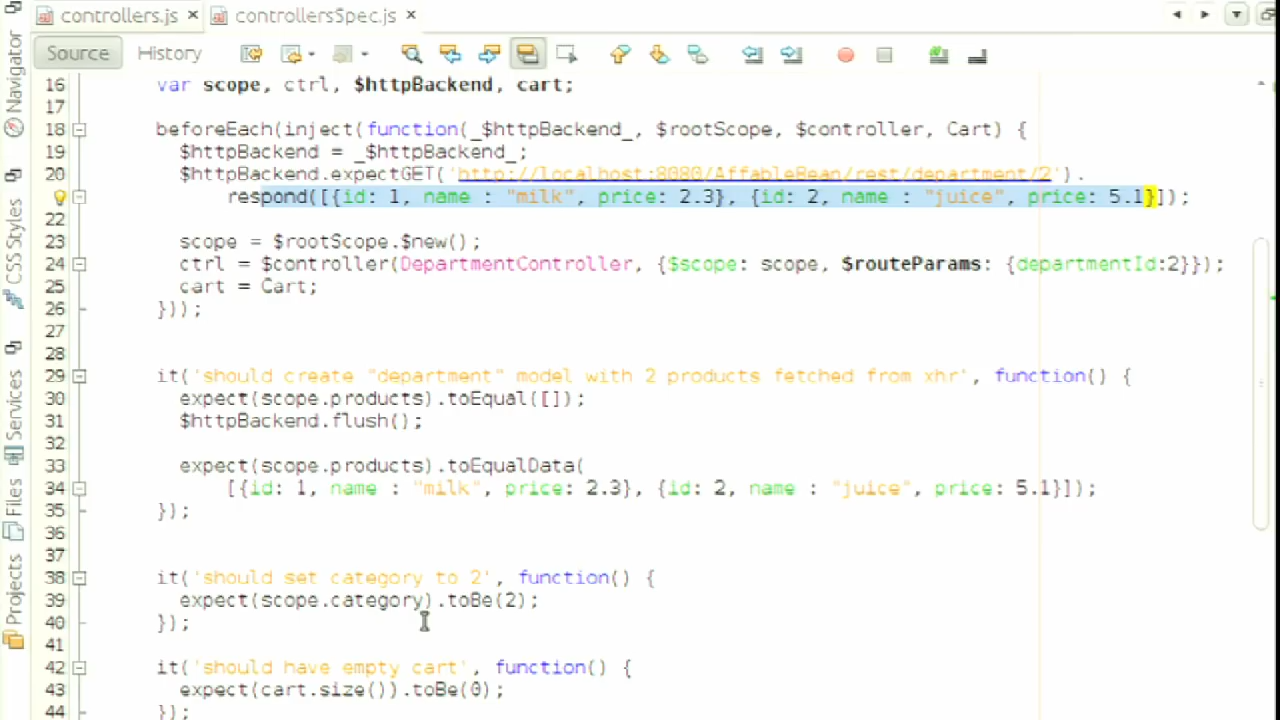 controllers.js controllersSpec.js
Source History
Navigator
CSS Styles
Services
Files
Projects
16 var scope, ctrl, $httpBackend, cart;
17
18 beforeEach(inject(function(_$httpBackend_, $rootScope, $controller, Cart) {
19 $httpBackend = _$httpBackend_;
20 $httpBackend.expectGET('http://localhost:8080/AffableBean/rest/department/2').
respond([{id: 1, name : "milk", price: 2.3}, {id: 2, name : "juice", price: 5.1}]);
22
23 scope = $rootScope.$new();
24 ctrl = $controller(DepartmentController, {$scope: scope, $routeParams: {departmentId:2}});
25 cart = Cart;
26 }));
27
28
29 it('should create "department" model with 2 products fetched from xhr', function() {
30 expect(scope.products).toEqual([]);
31 $httpBackend.flush();
32
33 expect(scope.products).toEqualData(
34 [{id: 1, name : "milk", price: 2.3}, {id: 2, name : "juice", price: 5.1}]);
35 });
36
37
38 it('should set category to 2', function() {
39 expect(scope.category).toBe(2);
40 });
41
42 it('should have empty cart', function() {
43 expect(cart.size()).toBe(0);
44 });